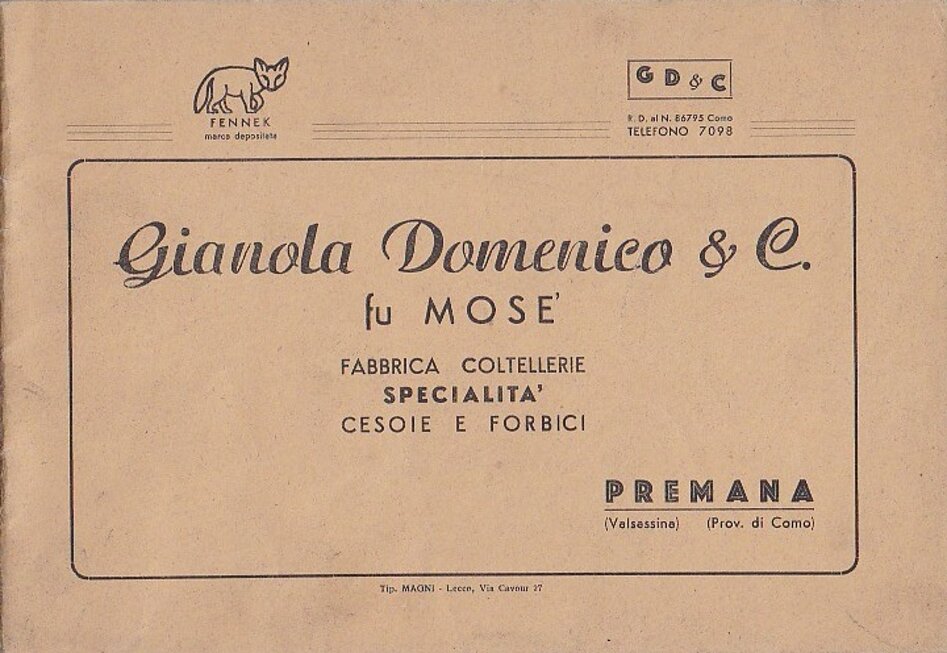 FENNEK
marca depositata
G D & C
R. D. al N. 86795 Como
TELEFONO 7098
Gianola Domenico & C.
fu MOSE'
FABBRICA COLTELLERIE
SPECIALITA'
CESOIE E FORBICI
PREMANA
(Valsassina) (Prov. di Como)
Tip. MAGNI - Lecco, Via Cavour 27